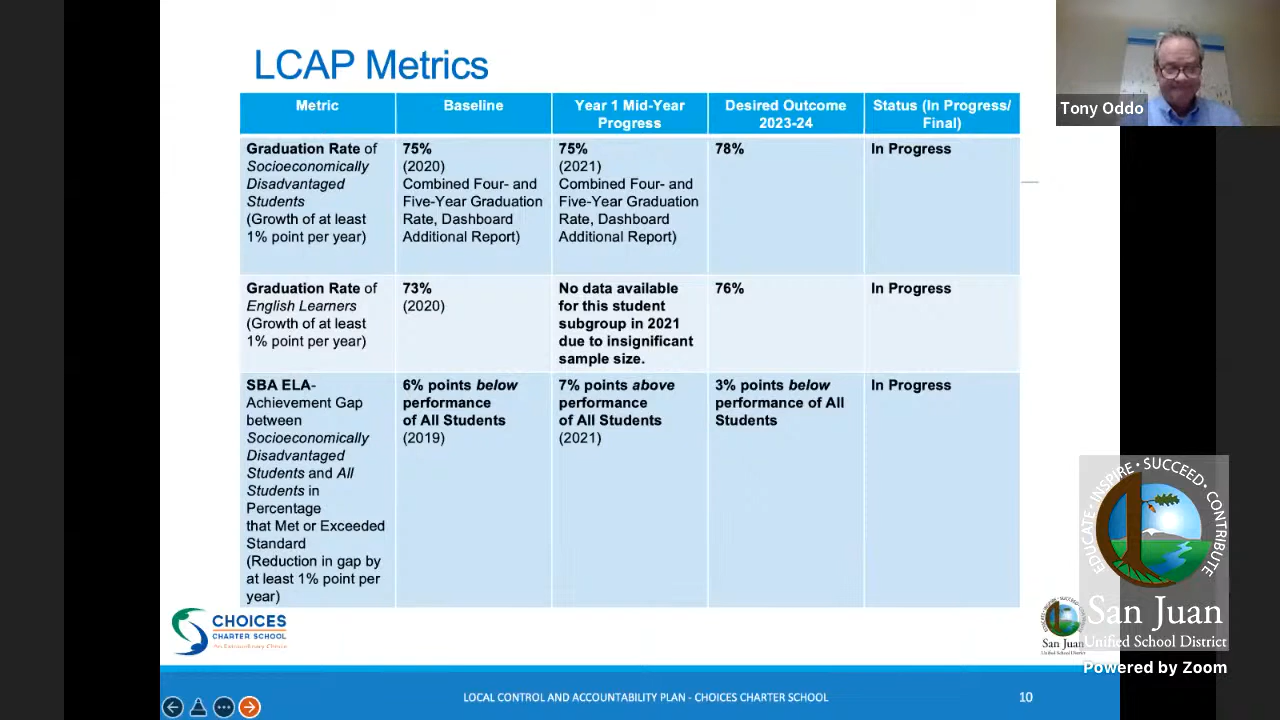 LCAP Metrics
Tony Oddo
Metric
Baseline
Year 1 Mid-Year
Progress
Desired Outcome
2023-24
Status (In Progress/
Final)
Graduation Rate of
Socioeconomically
Disadvantaged
Students
(Growth of at least
1% point per year)
75%
(2020)
Combined Four- and
Five-Year Graduation
Rate, Dashboard
Additional Report)
75%
(2021)
Combined Four- and
Five-Year Graduation
Rate, Dashboard
Additional Report)
78%
In Progress
Graduation Rate of
English Learners
(Growth of at least
1% point per year)
73%
(2020)
No data available
for this student
subgroup in 2021
due to insignificant
sample size.
76%
In Progress
SBA ELA-
Achievement Gap
between
Socioeconomically
Disadvantaged
Students and All
Students in
Percentage
that Met or Exceeded
Standard
(Reduction in gap by
at least 1% point per
year)
6% points below
performance
of All Students
(2019)
7% points above
performance
of All Students
(2021)
3% points below
performance of All
Students
In Progress
EDUCATE • INSPIRE • SUCCEED • CONTRIBUTE
San Juan
Unified School District
Powered by Zoom
CHOICES
CHARTER SCHOOL
An Extraordinary Choice
San Juan
Unified School District
LOCAL CONTROL AND ACCOUNTABILITY PLAN - CHOICES CHARTER SCHOOL
10